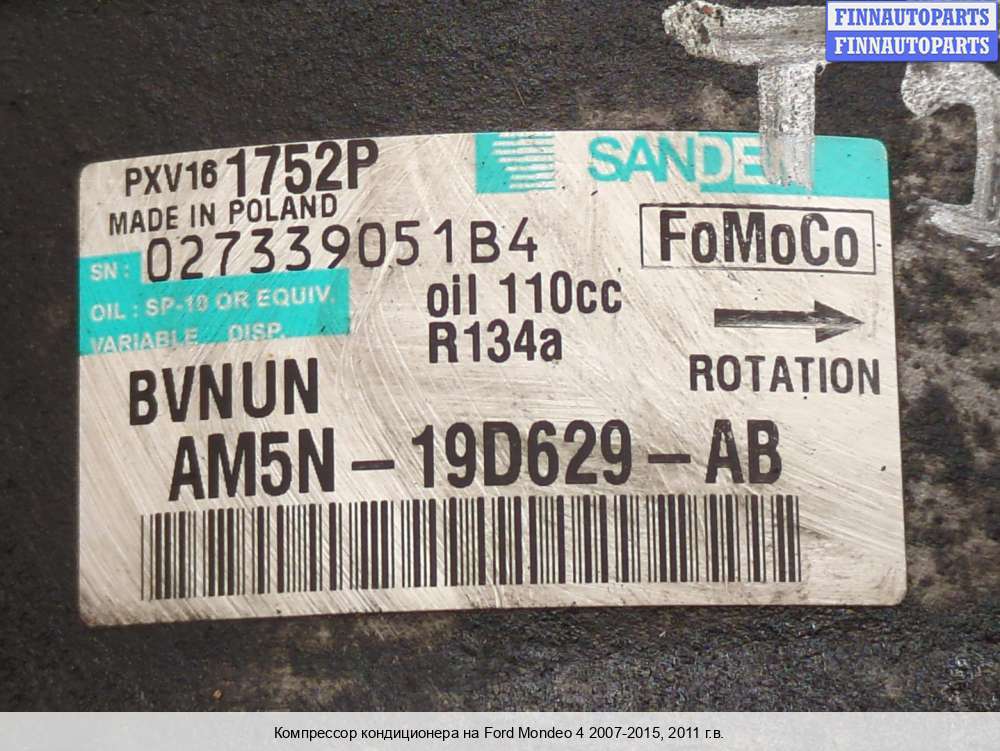 FINNAUTOPARTS
FINNAUTOPARTS
PXV16 1752P
SANDEN
MADE IN POLAND
SN: 027339051B4
FoMoCo
OIL : SP-10 OR EQUIV.
VARIABLE DISP.
oil 110cc
R134a
ROTATION
BVNUN
AM5N-19D629-AB
Компрессор кондиционера на Ford Mondeo 4 2007-2015, 2011 г.в.